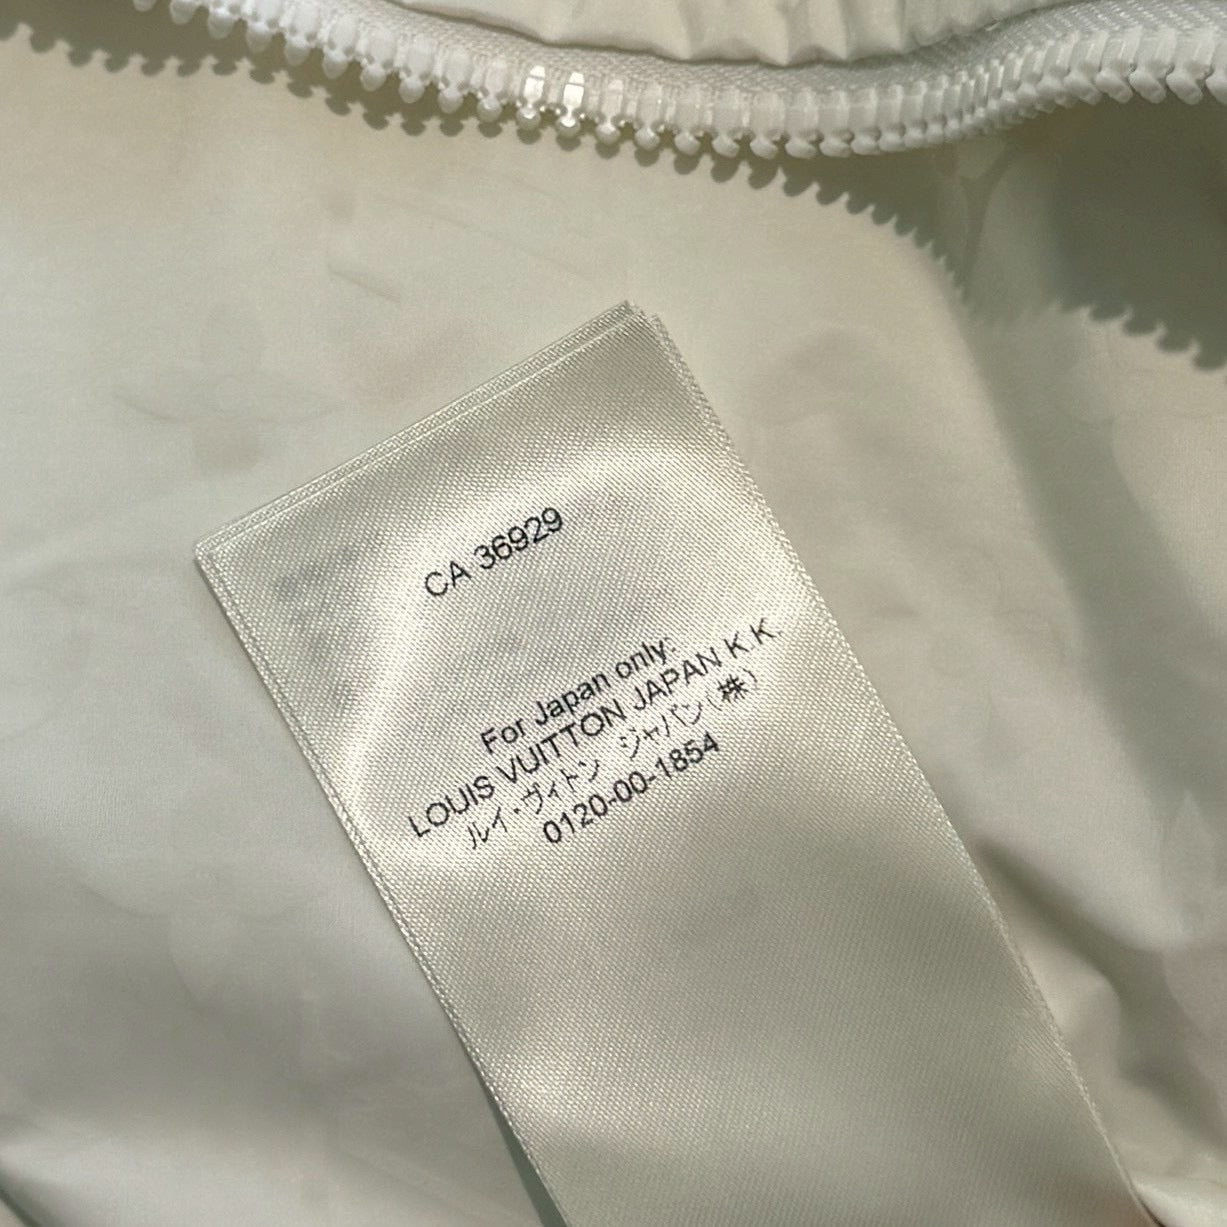 CA 36929
For Japan only:
LOUIS VUITTON JAPAN K.K.
ルイ・ヴィトン ジャパン(株)
0120-00-1854